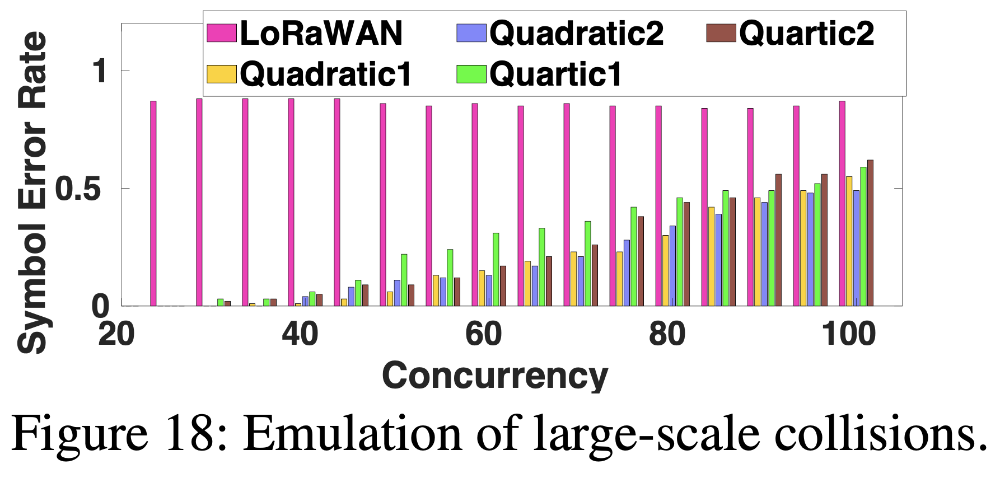 LoRaWAN Quadratic2 Quartic2
Quadratic1 Quartic1
Symbol Error Rate
1
0.5
0
20 40 60 80 100
Concurrency
Figure 18: Emulation of large-scale collisions.